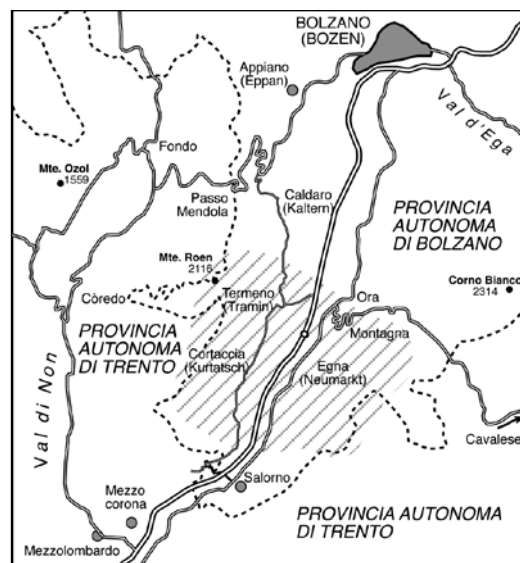 BOLZANO
(BOZEN)
Appiano
(Eppan)
Val d'Ega
Fondo
Mte. Ozol
1559
Passo
Mendola
Caldaro
(Kaltern)
PROVINCIA
AUTONOMA
DI BOLZANO
Mte. Roen
2116
Corno Bianco
2314
Còredo
Termeno
(Tramin)
Ora
Montagna
PROVINCIA
AUTONOMA
DI TRENTO
Cortaccia
(Kurtatsch)
Egna
(Neumarkt)
Val di Non
Cavalese
Salorno
Mezzo
corona
Mezzolombardo
PROVINCIA AUTONOMA
DI TRENTO